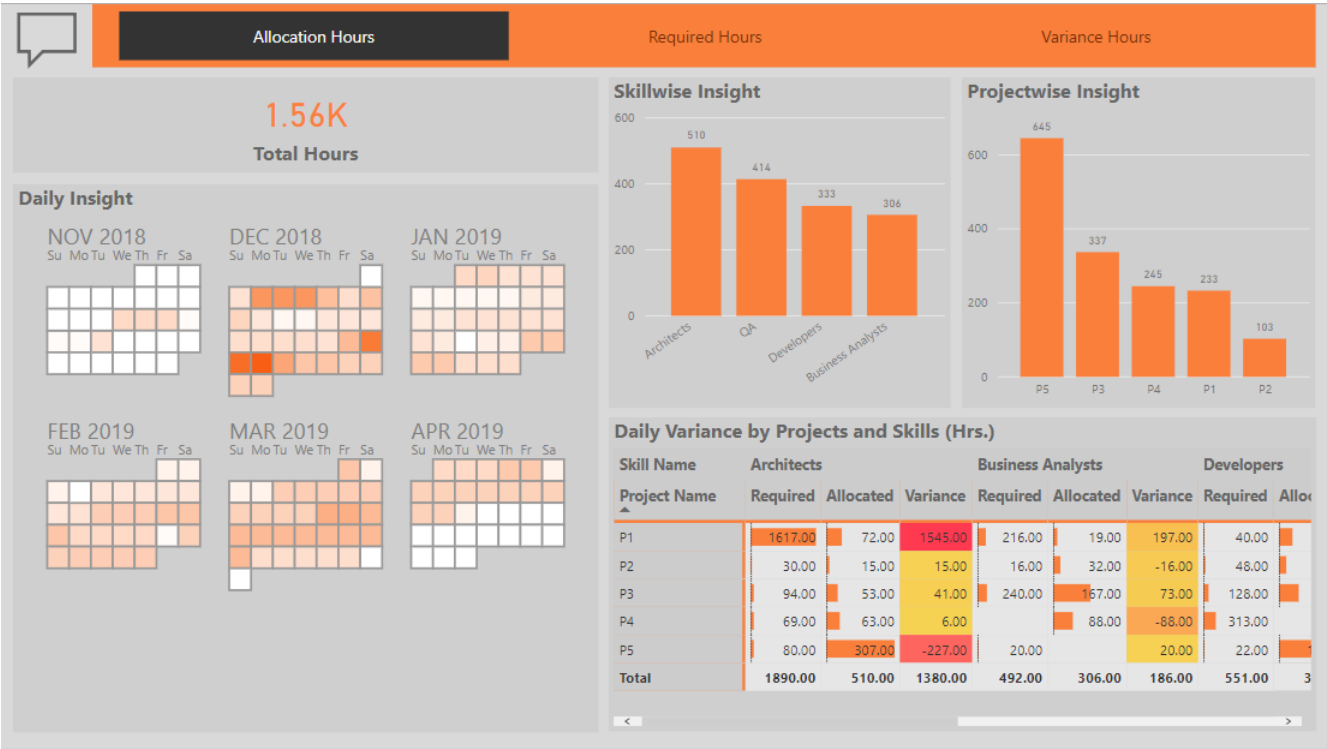 Allocation Hours Required Hours Variance Hours
1.56K
Total Hours
Daily Insight
NOV 2018 DEC 2018 JAN 2019
Su Mo Tu We Th Fr Sa Su Mo Tu We Th Fr Sa Su Mo Tu We Th Fr Sa
FEB 2019 MAR 2019 APR 2019
Su Mo Tu We Th Fr Sa Su Mo Tu We Th Fr Sa Su Mo Tu We Th Fr Sa
Skillwise Insight
600
510
414
400
333
306
200
0
Architects QA Developers Business Analysts
Projectwise Insight
645
600
400
337
245
233
200
103
0
P5 P3 P4 P1 P2
Daily Variance by Projects and Skills (Hrs.)
Skill Name Architects Business Analysts Developers
Project Name Required Allocated Variance Required Allocated Variance Required Alloc
P1 1617.00 72.00 1545.00 216.00 19.00 197.00 40.00
P2 30.00 15.00 15.00 16.00 32.00 -16.00 48.00
P3 94.00 53.00 41.00 240.00 167.00 73.00 128.00
P4 69.00 63.00 6.00 88.00 -88.00 313.00
P5 80.00 307.00 -227.00 20.00 20.00 22.00 1
Total 1890.00 510.00 1380.00 492.00 306.00 186.00 551.00 3